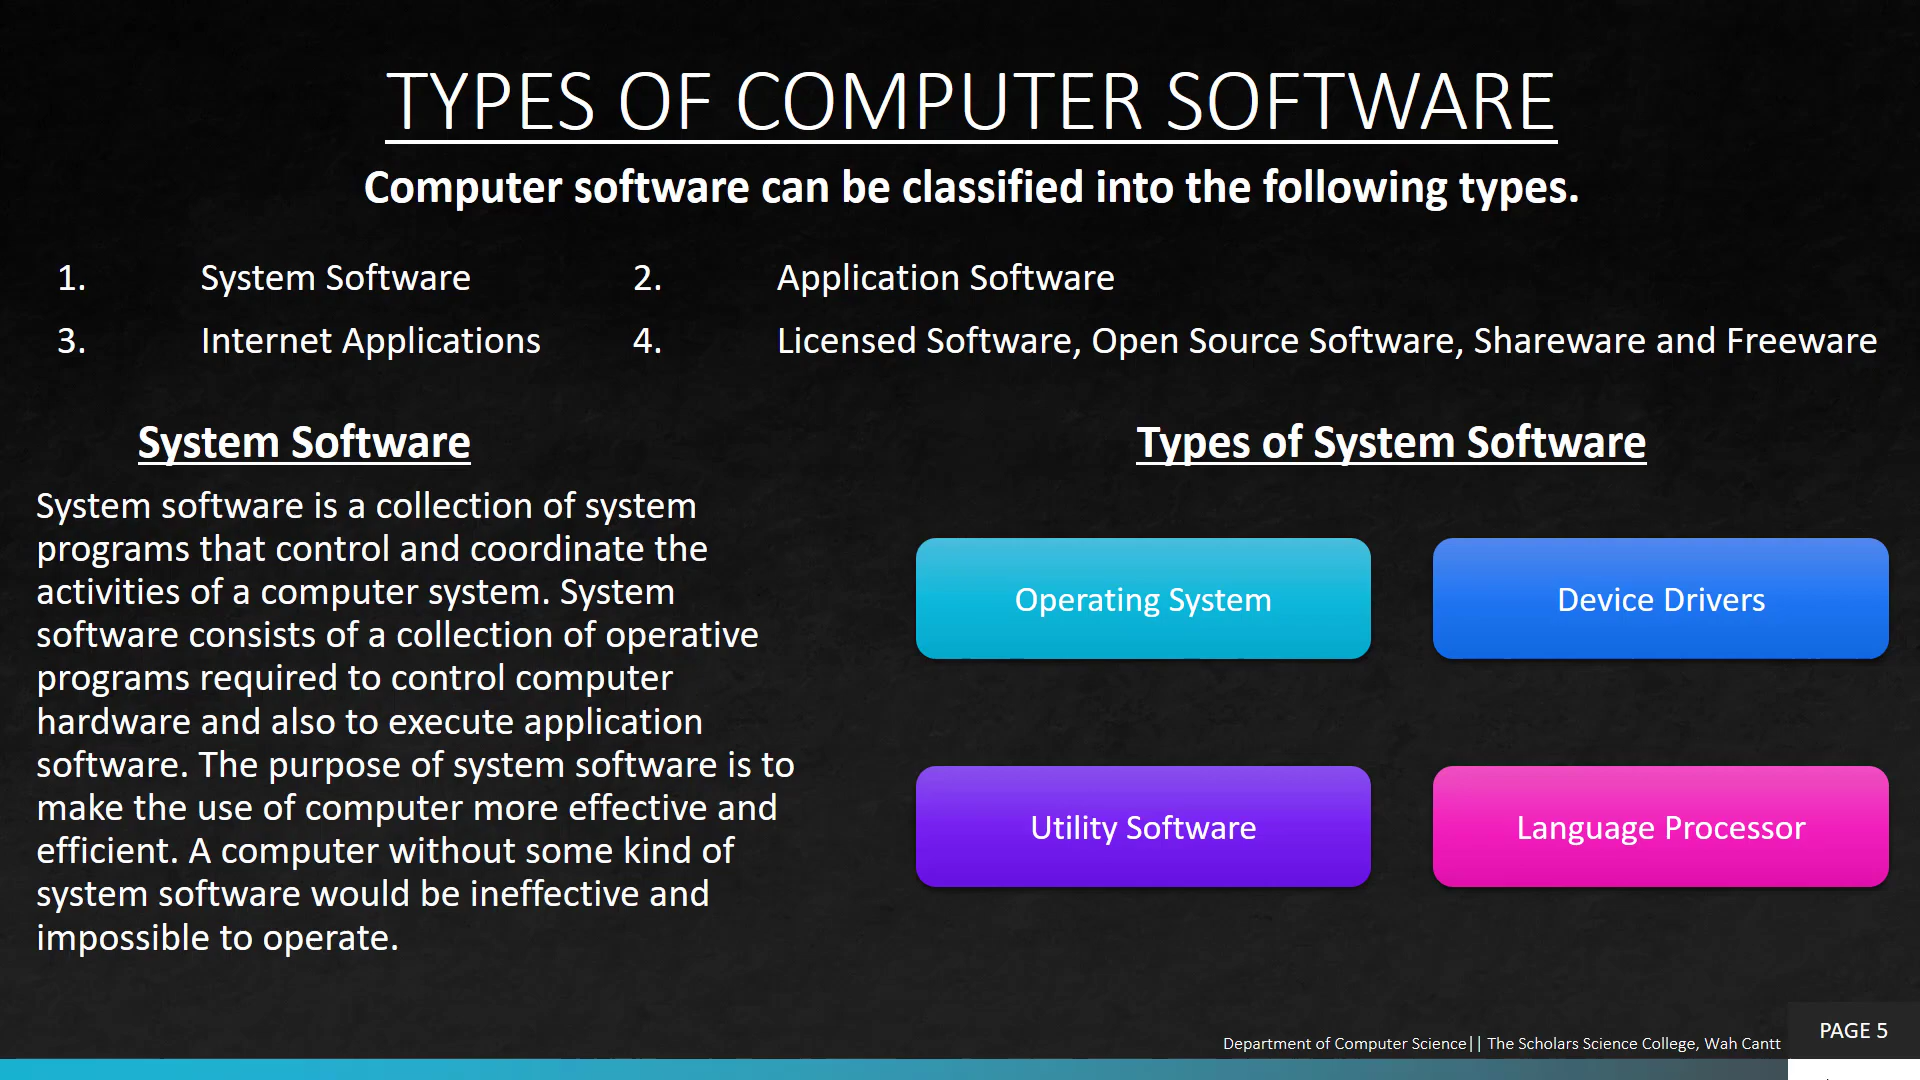 TYPES OF COMPUTER SOFTWARE
Computer software can be classified into the following types.
1. System Software 2. Application Software
3. Internet Applications 4. Licensed Software, Open Source Software, Shareware and Freeware
System Software
System software is a collection of system
programs that control and coordinate the
activities of a computer system. System
software consists of a collection of operative
programs required to control computer
hardware and also to execute application
software. The purpose of system software is to
make the use of computer more effective and
efficient. A computer without some kind of
system software would be ineffective and
impossible to operate.
Types of System Software
Operating System
Device Drivers
Utility Software
Language Processor
Department of Computer Science|| The Scholars Science College, Wah Cantt
PAGE 5